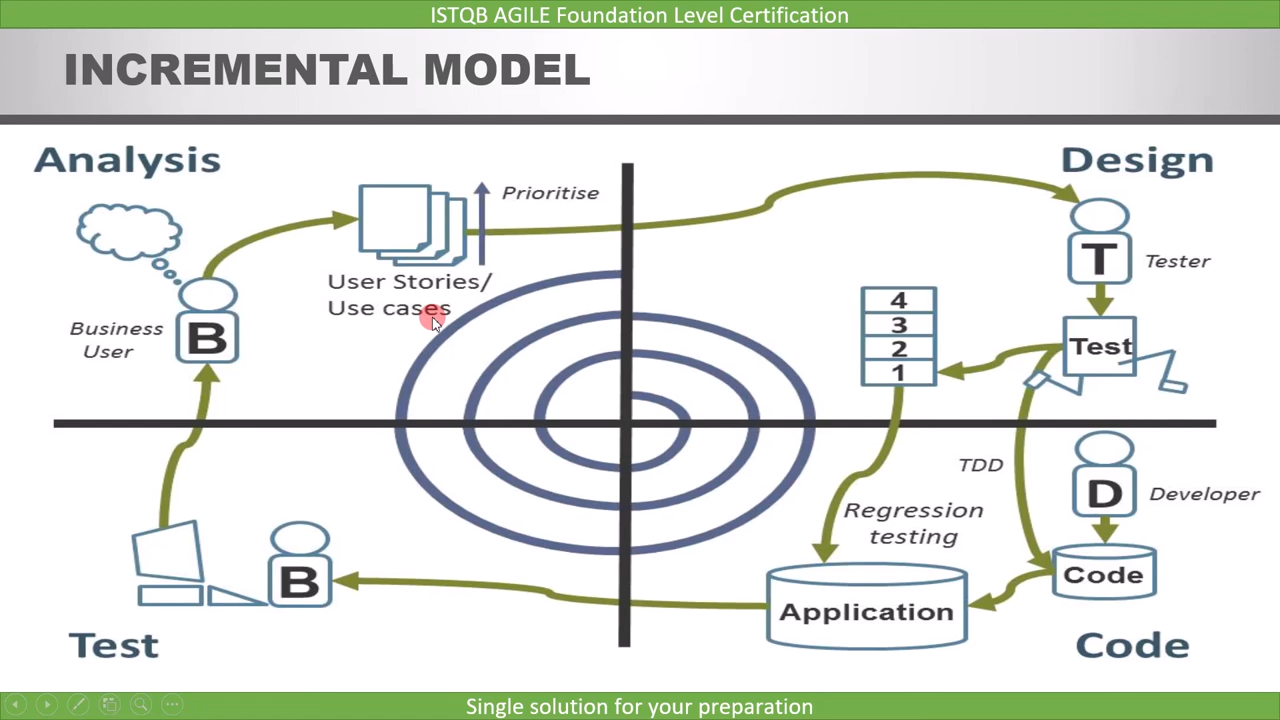 ISTQB AGILE Foundation Level Certification
INCREMENTAL MODEL
Analysis
Prioritise
User Stories/
Use cases
Business
User
B
Design
T
Tester
Test
4
3
2
1
TDD
D
Developer
Regression
testing
Code
Application
Code
B
Test
Single solution for your preparation